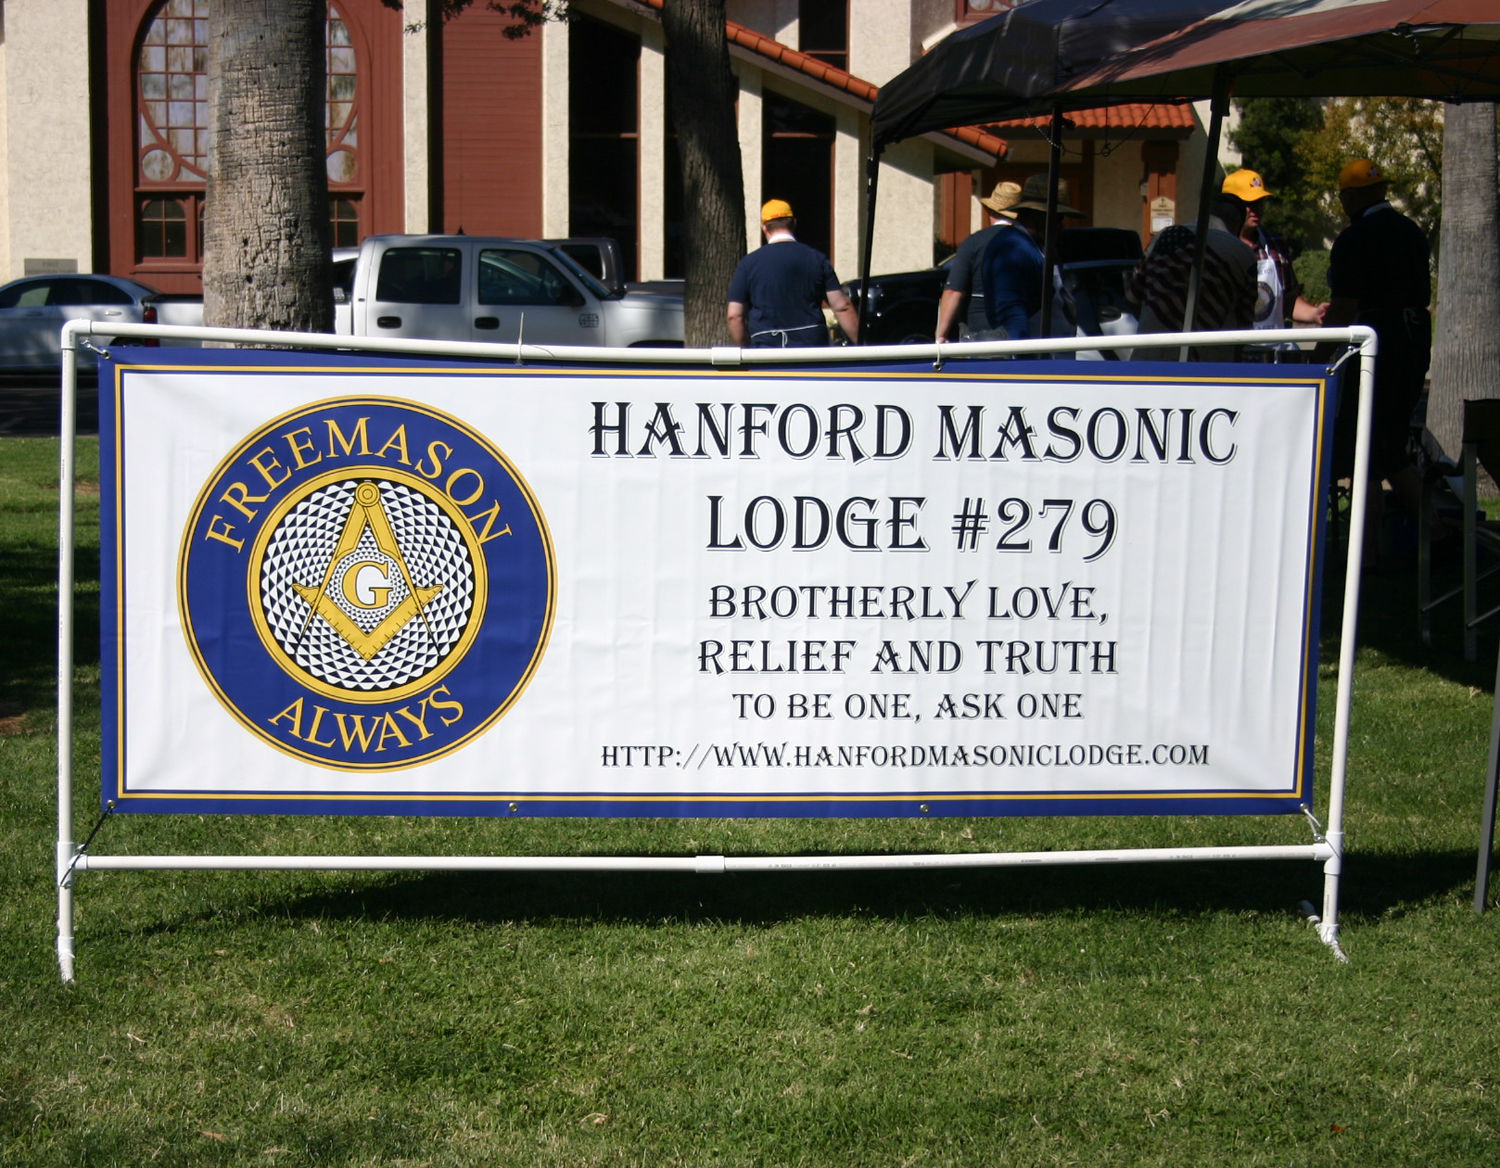 FREEMASON
G
ALWAYS
HANFORD MASONIC
LODGE #279
BROTHERLY LOVE,
RELIEF AND TRUTH
TO BE ONE, ASK ONE
HTTP://WWW.HANFORDMASONICLODGE.COM